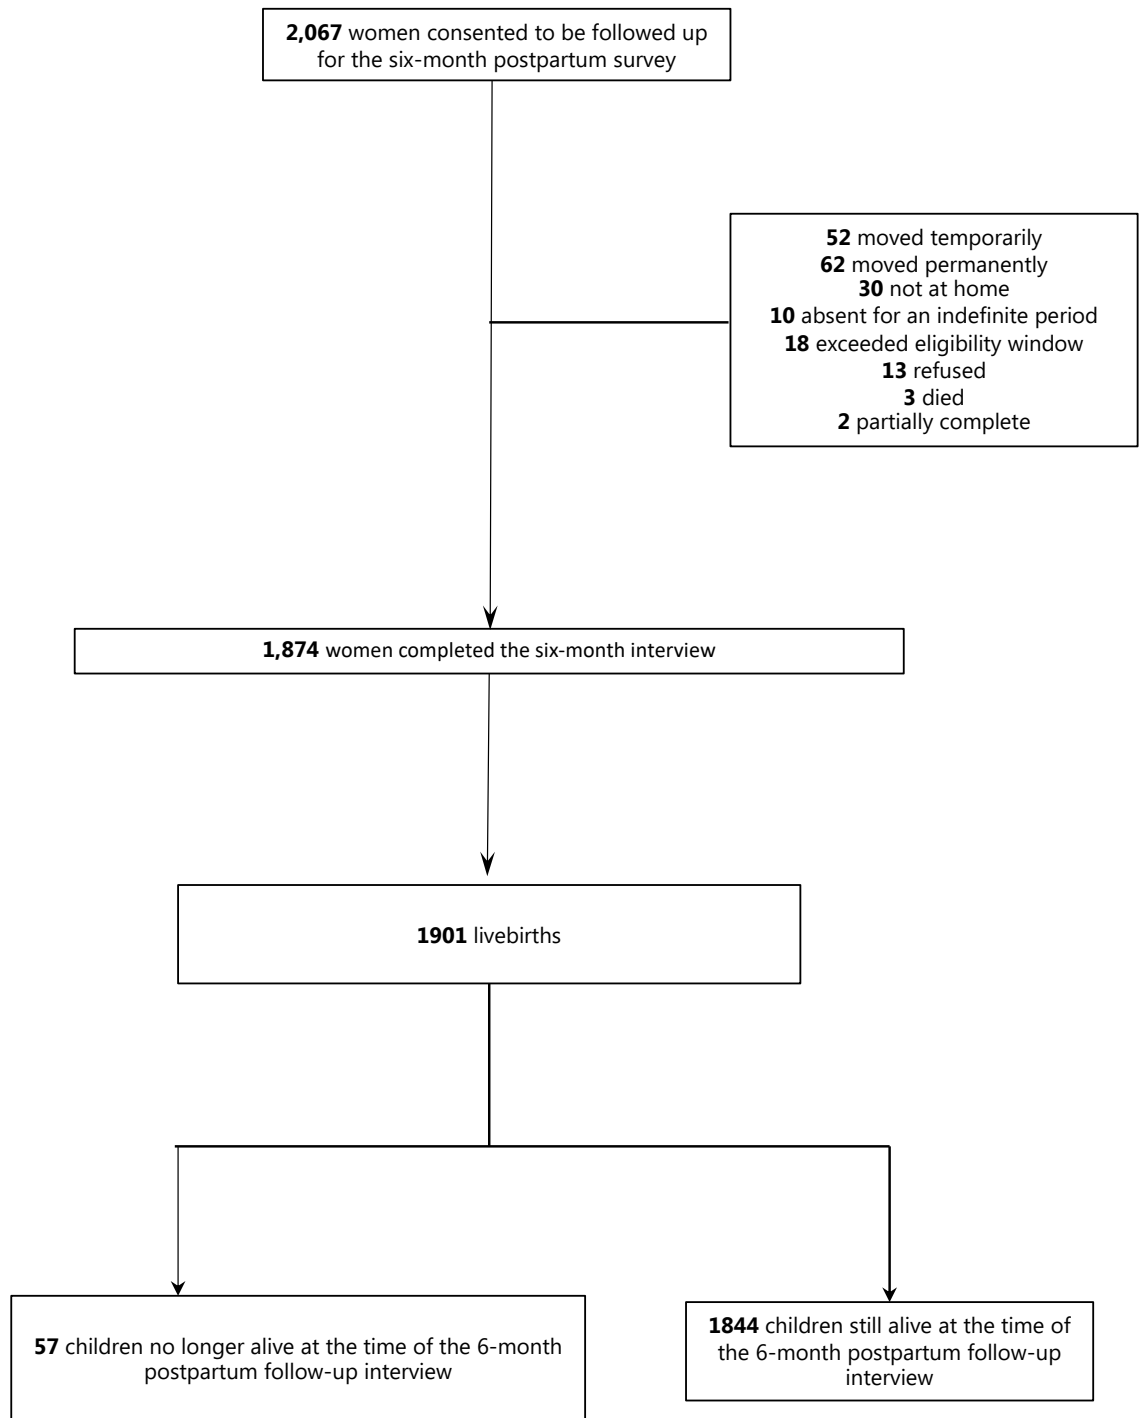 2,067 women consented to be followed up
for the six-month postpartum survey
52 moved temporarily
62 moved permanently
30 not at home
10 absent for an indefinite period
18 exceeded eligibility window
13 refused
3 died
2 partially complete
1,874 women completed the six-month interview
1901 livebirths
57 children no longer alive at the time of the 6-month
postpartum follow-up interview
1844 children still alive at the time of
the 6-month postpartum follow-up
interview